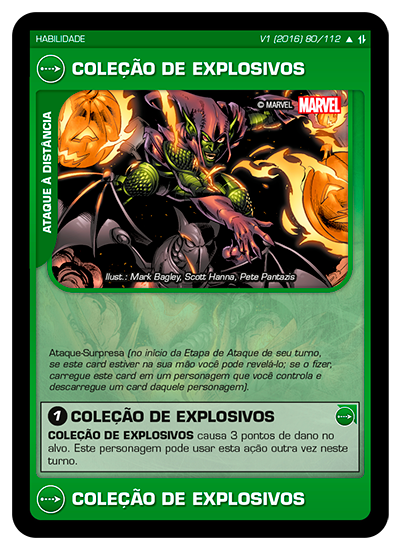 HABILIDADE
V1 (2016) 80/112 ▲
COLEÇÃO DE EXPLOSIVOS
ATAQUE À DISTÂNCIA
© MARVEL MARVEL
Ilust.: Mark Bagley, Scott Hanna, Pete Pantazis
Ataque-Surpresa (no início da Etapa de Ataque de seu turno,
se este card estiver na sua mão você pode revelá-lo; se o fizer,
carregue este card em um personagem que você controla e
descarregue um card daquele personagem).
1 COLEÇÃO DE EXPLOSIVOS
COLEÇÃO DE EXPLOSIVOS causa 3 pontos de dano no
alvo. Este personagem pode usar esta ação outra vez neste
turno.
COLEÇÃO DE EXPLOSIVOS